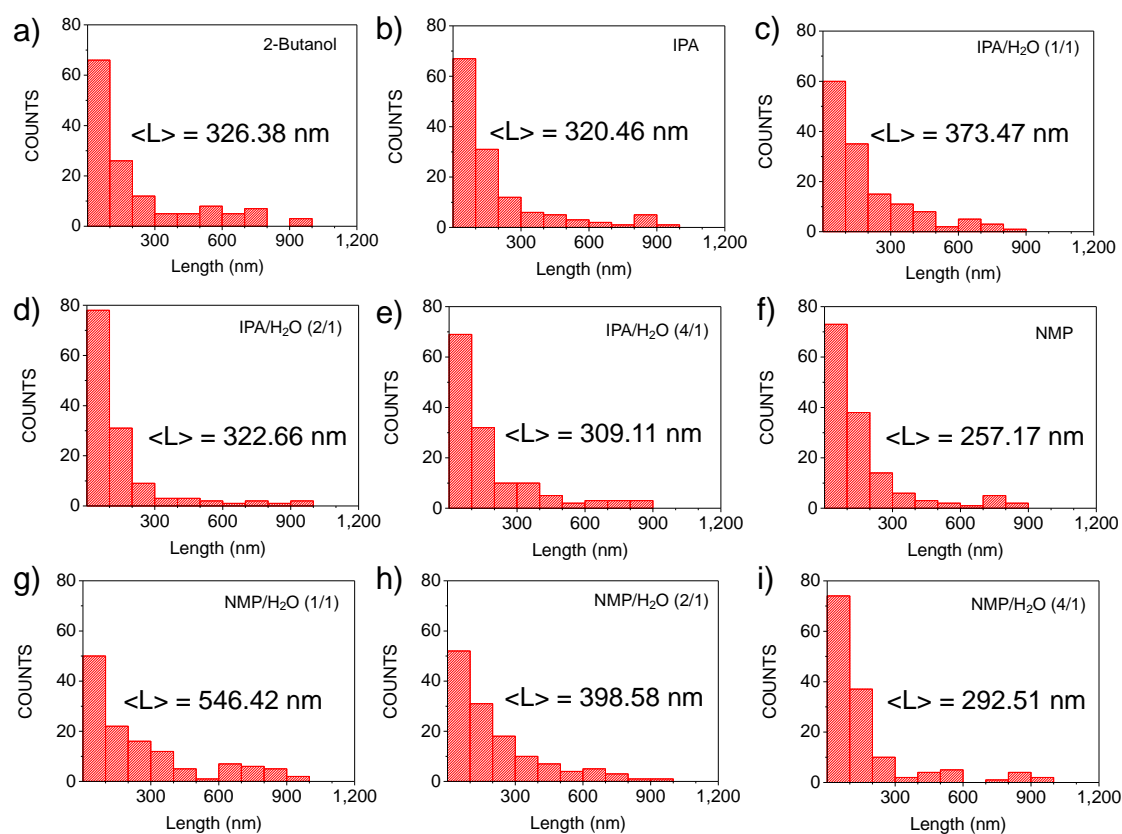 a)
2-Butanol
80
60
40
20
0
COUNTS
<L> = 326.38 nm
300
600
900
1,200
Length (nm)
b)
IPA
80
60
40
20
0
COUNTS
<L> = 320.46 nm
300
600
900
1,200
Length (nm)
c)
IPA/H₂O (1/1)
80
60
40
20
0
COUNTS
<L> = 373.47 nm
300
600
900
1,200
Length (nm)
d)
IPA/H₂O (2/1)
80
60
40
20
0
COUNTS
<L> = 322.66 nm
300
600
900
1,200
Length (nm)
e)
IPA/H₂O (4/1)
80
60
40
20
0
COUNTS
<L> = 309.11 nm
300
600
900
1,200
Length (nm)
f)
NMP
80
60
40
20
0
COUNTS
<L> = 257.17 nm
300
600
900
1,200
Length (nm)
g)
NMP/H₂O (1/1)
80
60
40
20
0
COUNTS
<L> = 546.42 nm
300
600
900
1,200
Length (nm)
h)
NMP/H₂O (2/1)
80
60
40
20
0
COUNTS
<L> = 398.58 nm
300
600
900
1,200
Length (nm)
i)
NMP/H₂O (4/1)
80
60
40
20
0
COUNTS
<L> = 292.51 nm
300
600
900
1,200
Length (nm)